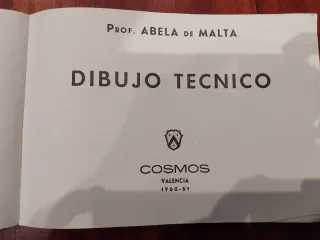 PROF. ABELA DE MALTA
DIBUJO TECNICO
COSMOS
VALENCIA
1960-61